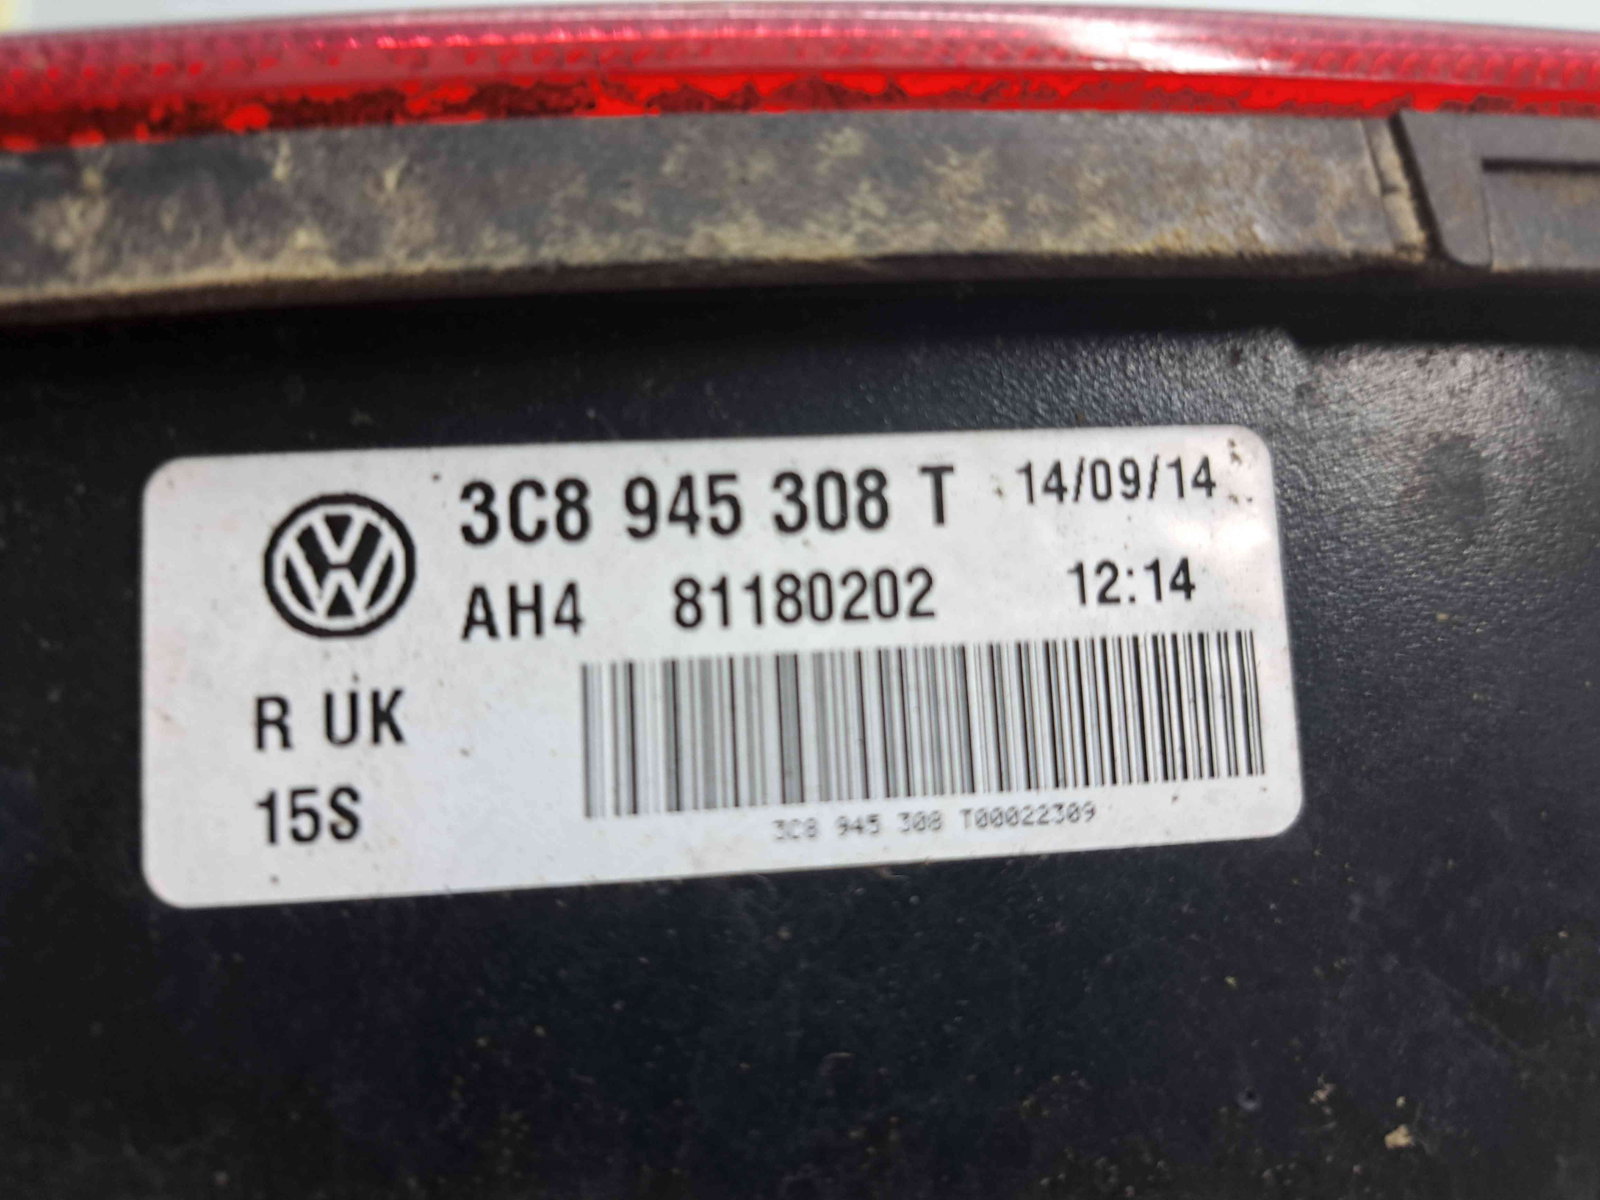 3C8 945 308 T 14/09/14
AH4 81180202 12:14
R UK
15S
3C8 945 308 T00022309